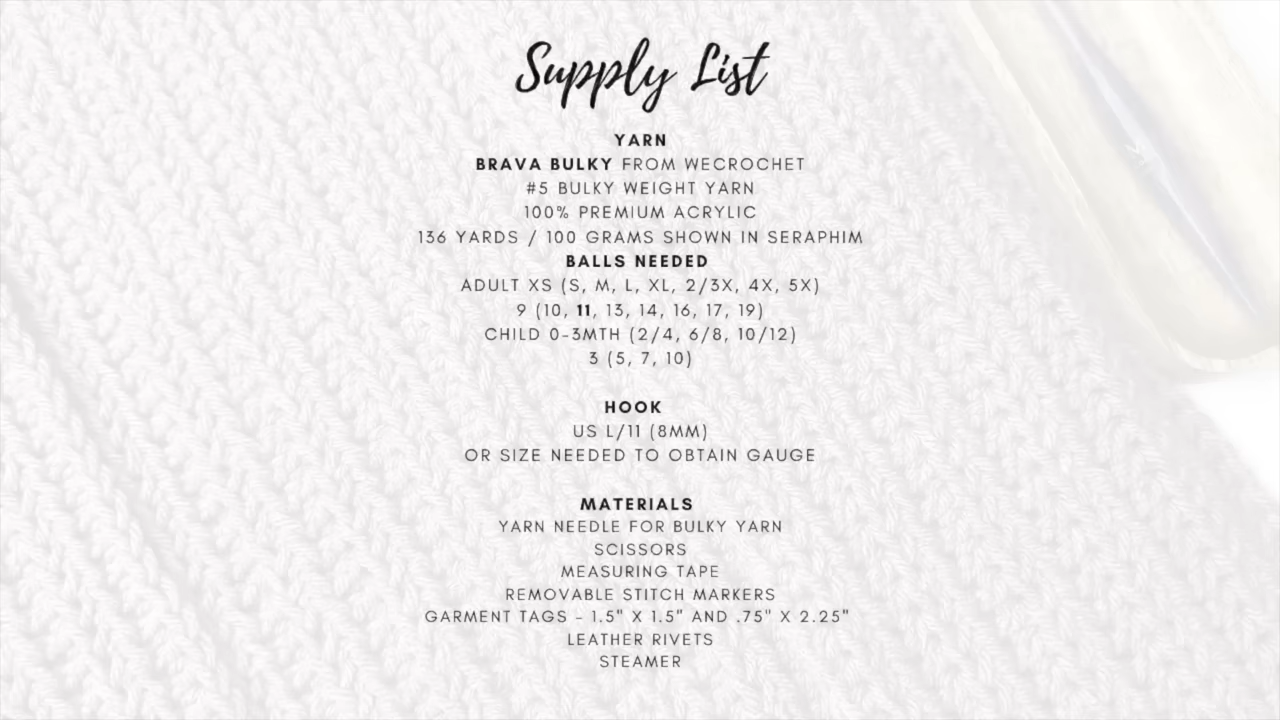 Supply List
YARN
BRAVA BULKY FROM WECROCHET
#5 BULKY WEIGHT YARN
100% PREMIUM ACRYLIC
136 YARDS / 100 GRAMS SHOWN IN SERAPHIM
BALLS NEEDED
ADULT XS (S, M, L, XL, 2/3X, 4X, 5X)
9 (10, 11, 13, 14, 16, 17, 19)
CHILD 0-3MTH (2/4, 6/8, 10/12)
3 (5, 7, 10)
HOOK
US L/11 (8MM)
OR SIZE NEEDED TO OBTAIN GAUGE
MATERIALS
YARN NEEDLE FOR BULKY YARN
SCISSORS
MEASURING TAPE
REMOVABLE STITCH MARKERS
GARMENT TAGS - 1.5" X 1.5" AND .75" X 2.25"
LEATHER RIVETS
STEAMER